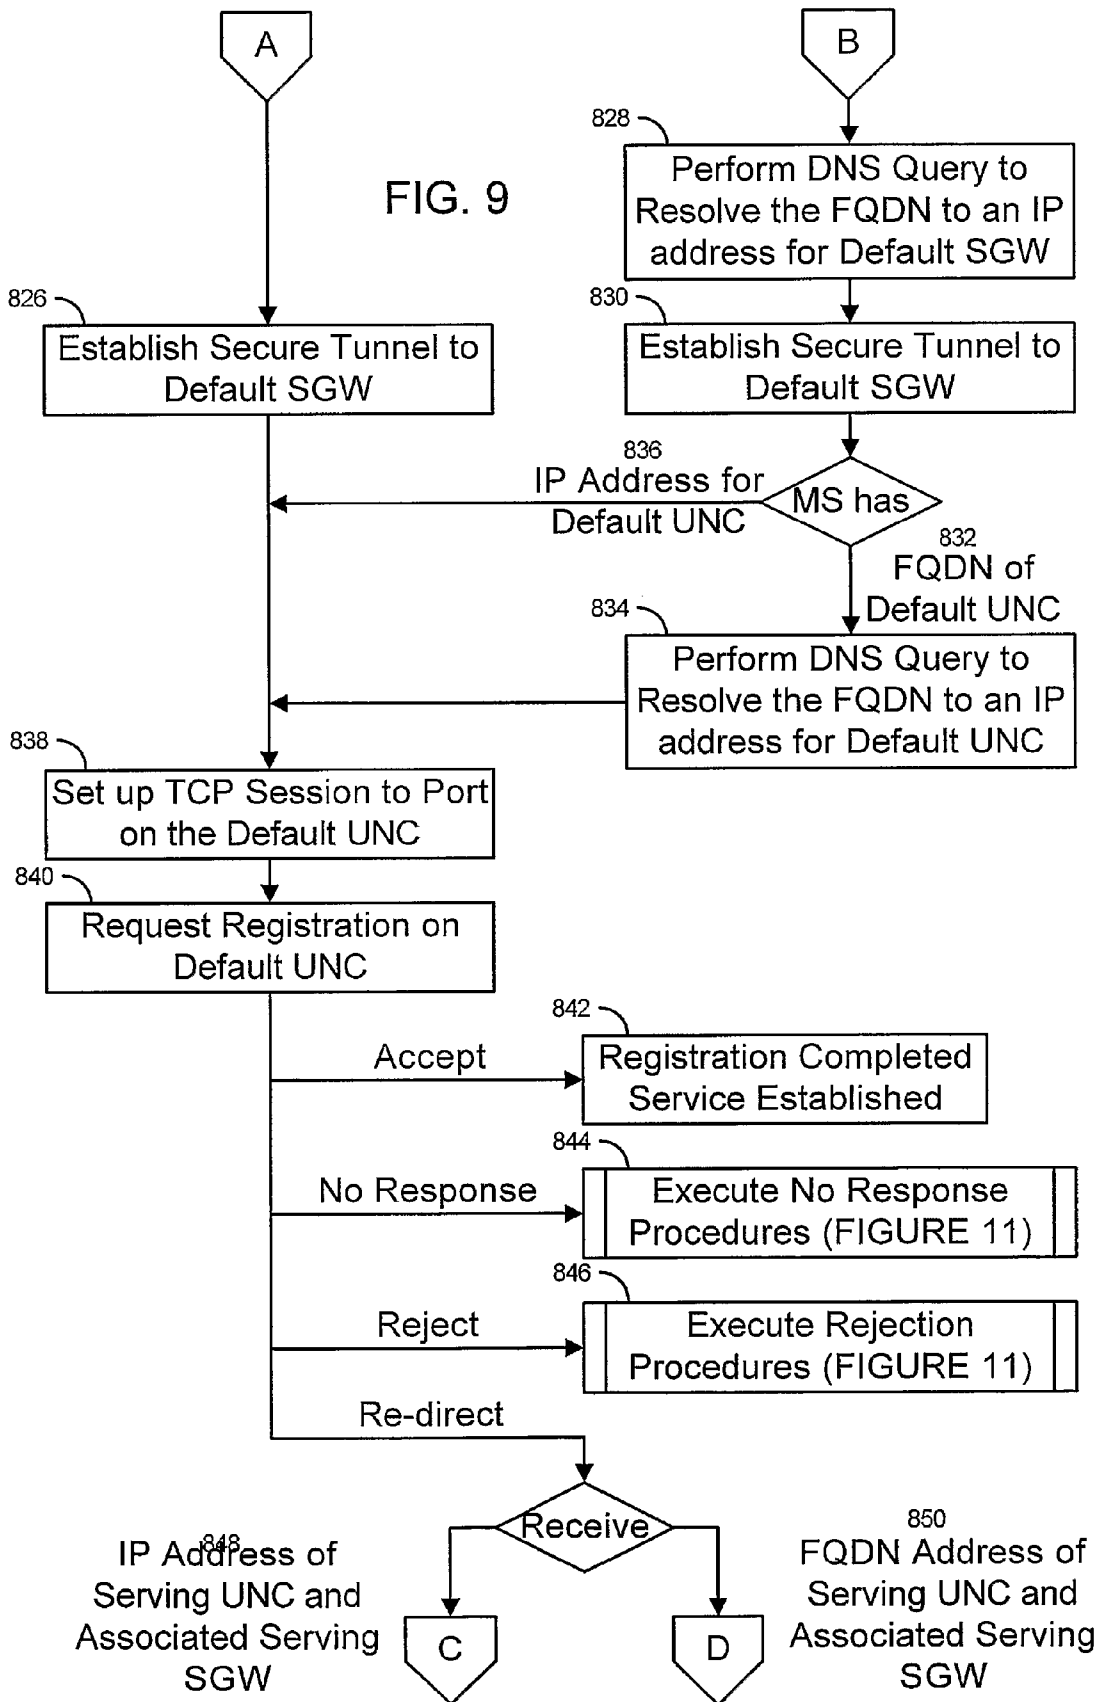 A
B
FIG. 9
828
Perform DNS Query to
Resolve the FQDN to an IP
address for Default SGW
826
Establish Secure Tunnel to
Default SGW
830
Establish Secure Tunnel to
Default SGW
836
IP Address for
Default UNC
MS has
832
FQDN of
Default UNC
834
Perform DNS Query to
Resolve the FQDN to an IP
address for Default UNC
838
Set up TCP Session to Port
on the Default UNC
840
Request Registration on
Default UNC
Accept
842
Registration Completed
Service Established
No Response
844
Execute No Response
Procedures (FIGURE 11)
Reject
846
Execute Rejection
Procedures (FIGURE 11)
Re-direct
Receive
848
IP Address of
Serving UNC and
Associated Serving
SGW
C
D
850
FQDN Address of
Serving UNC and
Associated Serving
SGW